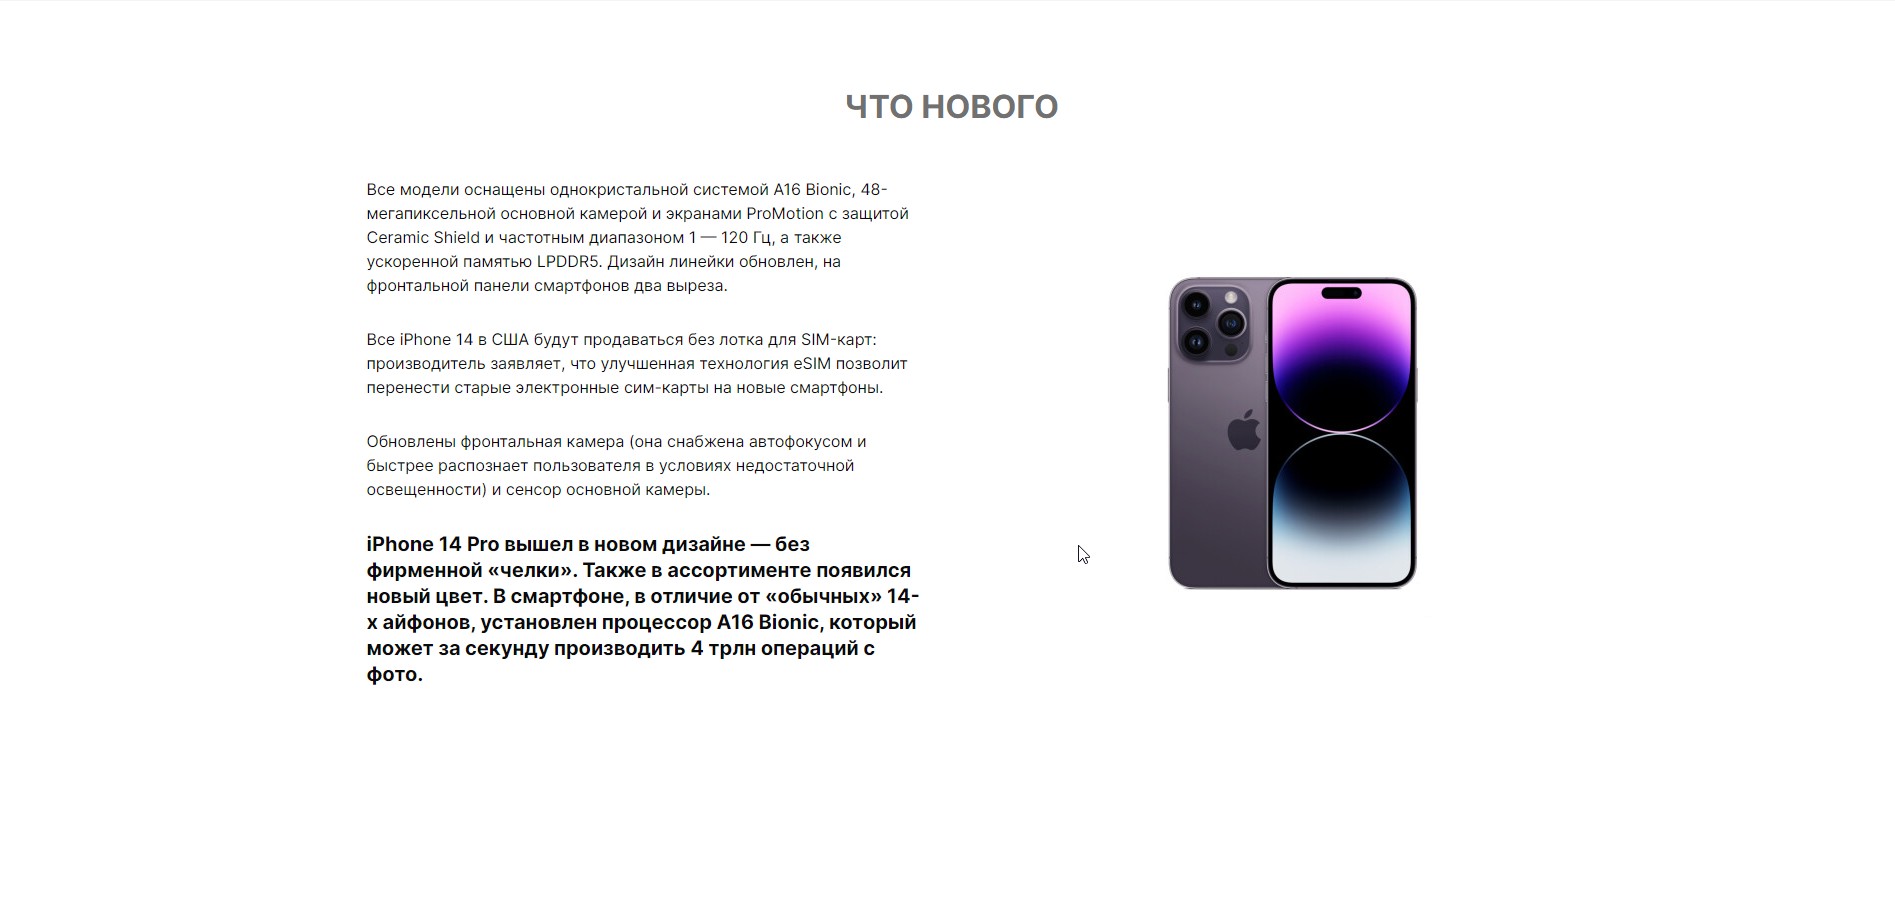 ЧТО НОВОГО
Все модели оснащены однокристальной системой A16 Bionic, 48-
мегапиксельной основной камерой и экранами ProMotion с защитой
Ceramic Shield и частотным диапазоном 1 — 120 Гц, а также
ускоренной памятью LPDDR5. Дизайн линейки обновлен, на
фронтальной панели смартфонов два выреза.
Все iPhone 14 в США будут продаваться без лотка для SIM-карт:
производитель заявляет, что улучшенная технология eSIM позволит
перенести старые электронные сим-карты на новые смартфоны.
Обновлены фронтальная камера (она снабжена автофокусом и
быстрее распознает пользователя в условиях недостаточной
освещенности) и сенсор основной камеры.
iPhone 14 Pro вышел в новом дизайне — без
фирменной «челки». Также в ассортименте появился
новый цвет. В смартфоне, в отличие от «обычных» 14-
х айфонов, установлен процессор A16 Bionic, который
может за секунду производить 4 трлн операций с
фото.